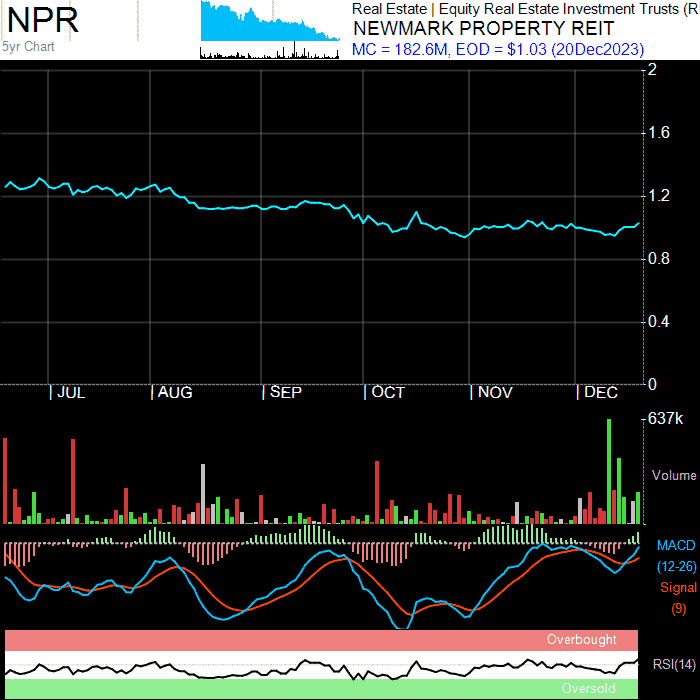 NPR
5yr Chart
Real Estate | Equity Real Estate Investment Trusts (R
NEWMARK PROPERTY REIT
MC = 182.6M, EOD = $1.03 (20Dec2023)
2
1.6
1.2
0.8
0.4
0
| JUL | AUG | SEP | OCT | NOV | DEC
637k
Volume
MACD
(12-26)
Signal
(9)
Overbought
RSI(14)
Oversold